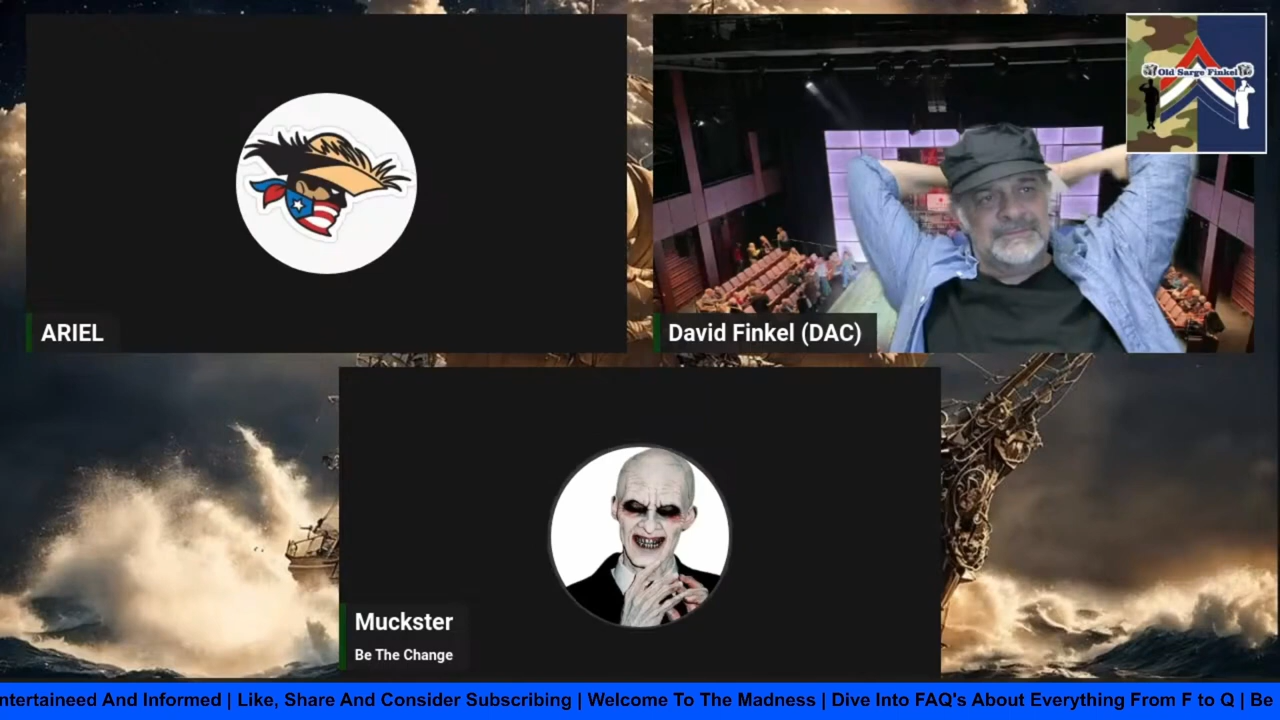 Old Sarge Finkel
ARIEL
David Finkel (DAC)
Muckster
Be The Change
ntertaineed And Informed | Like, Share And Consider Subscribing | Welcome To The Madness | Dive Into FAQ's About Everything From F to Q | Be